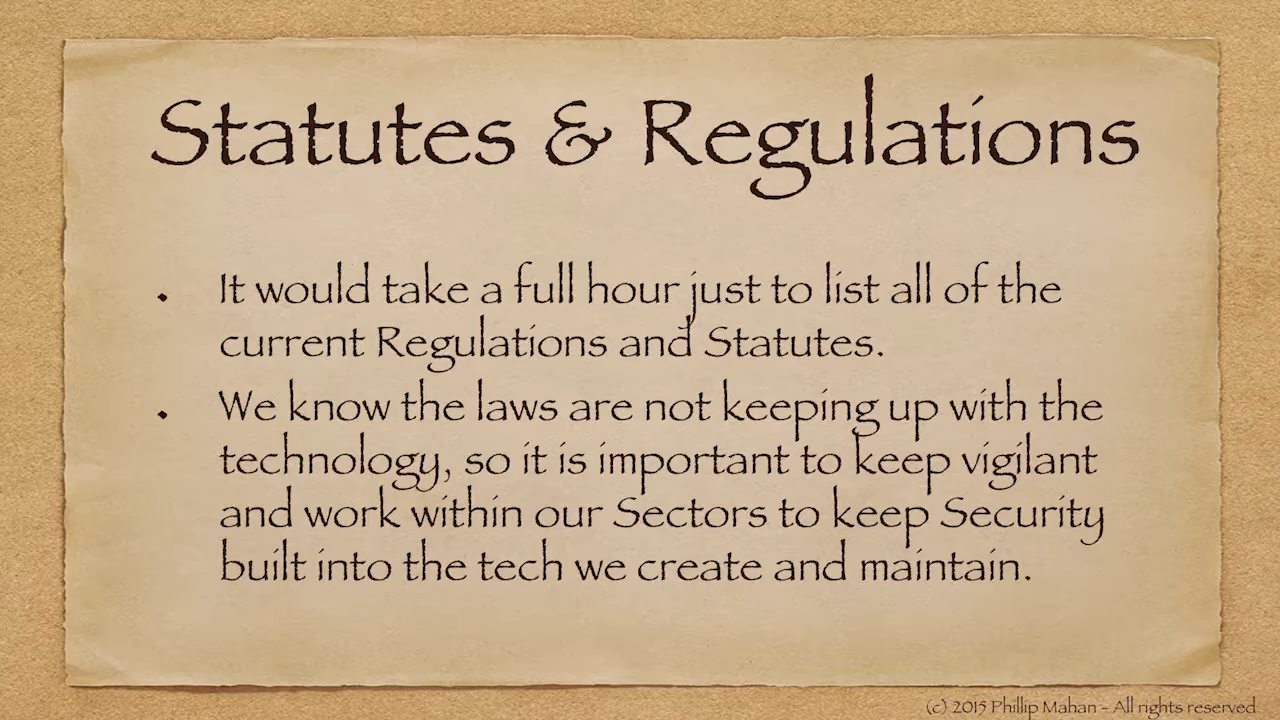 Statutes & Regulations
• It would take a full hour just to list all of the
current Regulations and Statutes.
• We know the laws are not keeping up with the
technology, so it is important to keep vigilant
and work within our Sectors to keep Security
built into the tech we create and maintain.
(c) 2015 Phillip Mahan - All rights reserved.